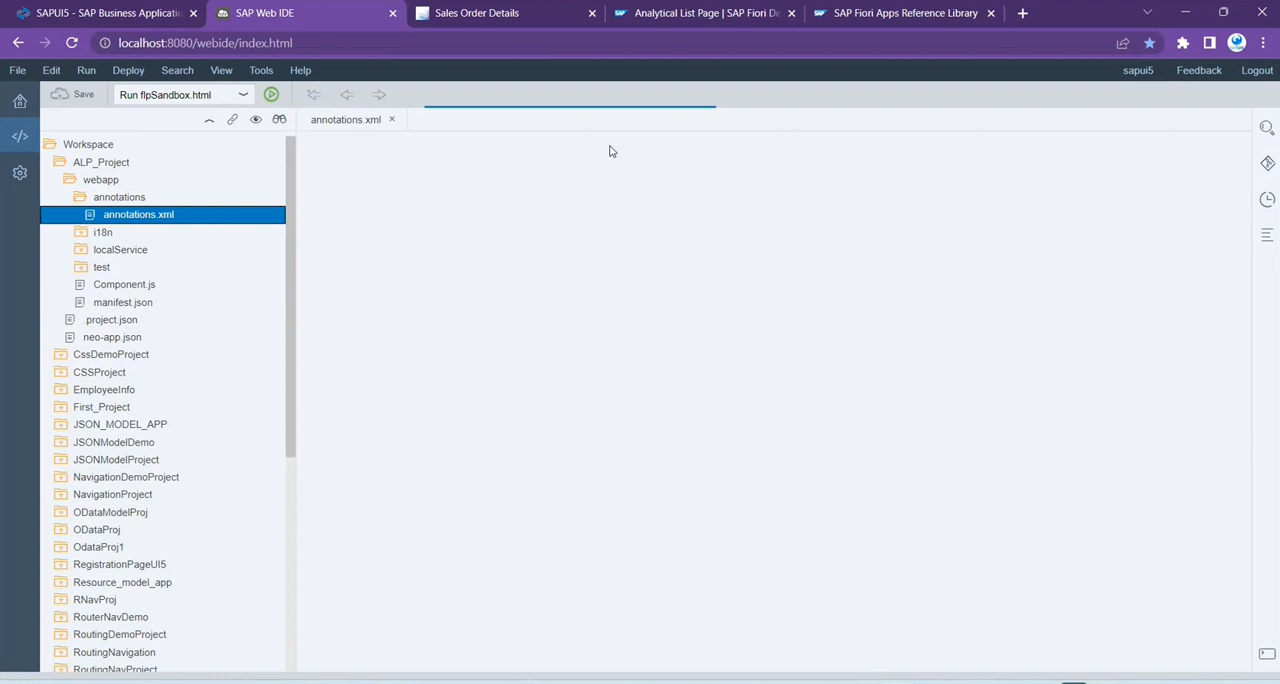 SAPUI5 - SAP Business Applicatio
SAP Web IDE
Sales Order Details
Analytical List Page | SAP Fiori De
SAP Fiori Apps Reference Library
localhost:8080/webide/index.html
File Edit Run Deploy Search View Tools Help
sapui5 Feedback Logout
Save
Run flpSandbox.html
annotations.xml
Workspace
ALP_Project
webapp
annotations
annotations.xml
i18n
localService
test
Component.js
manifest.json
.project.json
neo-app.json
CssDemoProject
CSSProject
EmployeeInfo
First_Project
JSON_MODEL_APP
JSONModelDemo
JSONModelProject
NavigationDemoProject
NavigationProject
ODataModelProj
ODataProj
OdataProj1
RegistrationPageUI5
Resource_model_app
RNavProj
RouterNavDemo
RoutingDemoProject
RoutingNavigation
RoutingNavProject